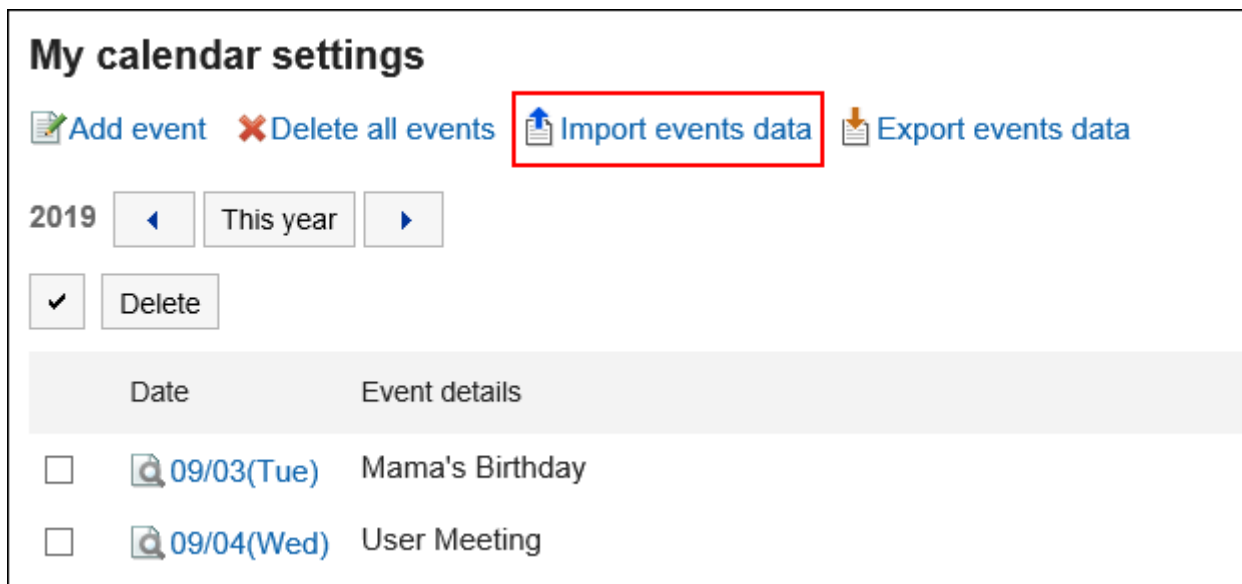 My calendar settings
Add event Delete all events Import events data Export events data
2019 This year
Delete
Date Event details
09/03(Tue) Mama's Birthday
09/04(Wed) User Meeting